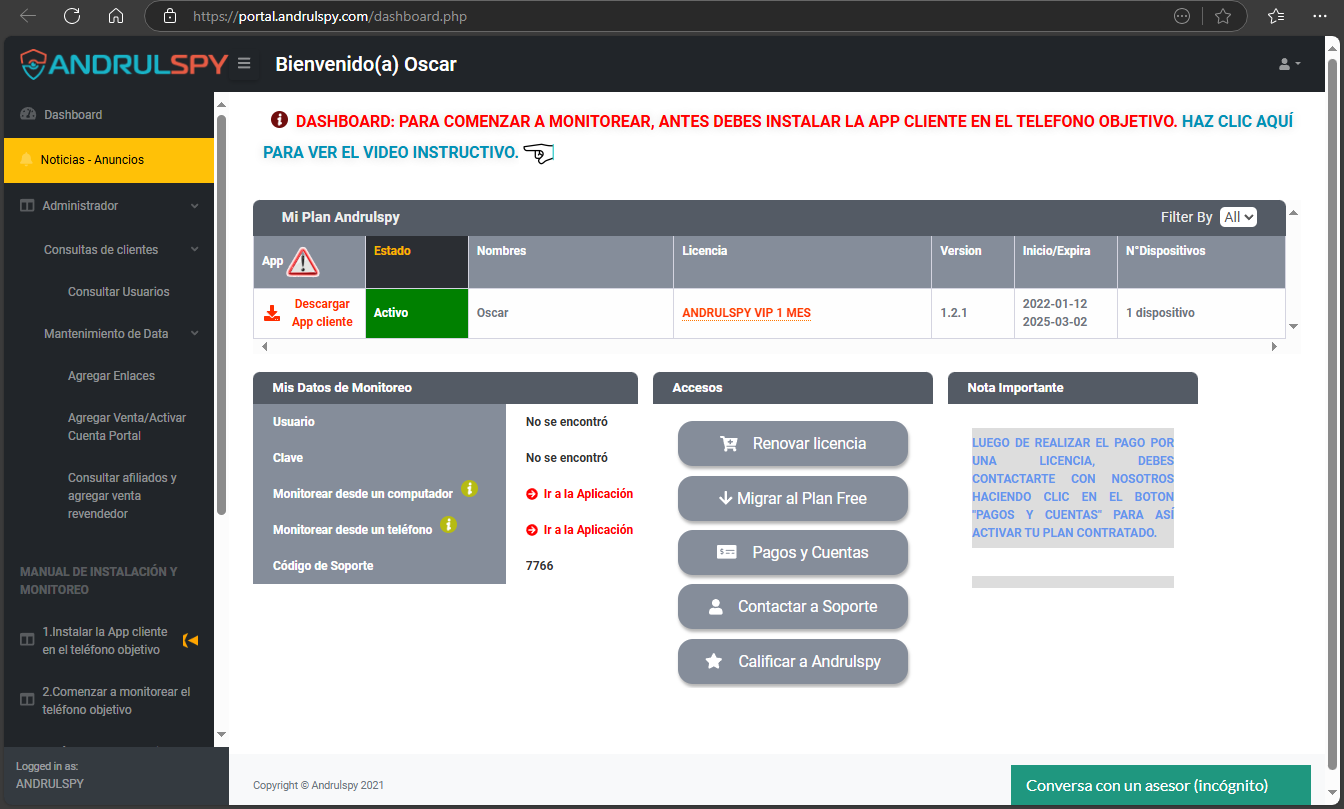 https://portal.andrulspy.com/dashboard.php
ANDRULSPY
Bienvenido(a) Oscar
Dashboard
Noticias - Anuncios
Administrador
Consultas de clientes
Consultar Usuarios
Mantenimiento de Data
Agregar Enlaces
Agregar Venta/Activar
Cuenta Portal
Consultar afiliados y
agregar venta
revendedor
MANUAL DE INSTALACIÓN Y
MONITOREO
1.Instalar la App cliente
en el teléfono objetivo
2.Comenzar a monitorear el
teléfono objetivo
Logged in as:
ANDRULSPY
DASHBOARD: PARA COMENZAR A MONITOREAR, ANTES DEBES INSTALAR LA APP CLIENTE EN EL TELEFONO OBJETIVO. HAZ CLIC AQUÍ
PARA VER EL VIDEO INSTRUCTIVO.
Mi Plan Andrulspy
Filter By All
App Estado Nombres Licencia Version Inicio/Expira N°Dispositivos
Descargar
App cliente
Activo
Oscar
ANDRULSPY VIP 1 MES
1.2.1
2022-01-12
2025-03-02
1 dispositivo
Mis Datos de Monitoreo
Usuario No se encontró
Clave No se encontró
Monitorear desde un computador Ir a la Aplicación
Monitorear desde un teléfono Ir a la Aplicación
Código de Soporte 7766
Accesos
Renovar licencia
Migrar al Plan Free
Pagos y Cuentas
Contactar a Soporte
Calificar a Andrulspy
Nota Importante
LUEGO DE REALIZAR EL PAGO POR
UNA LICENCIA, DEBES
CONTACTARTE CON NOSOTROS
HACIENDO CLIC EN EL BOTON
"PAGOS Y CUENTAS" PARA ASÍ
ACTIVAR TU PLAN CONTRATADO.
Copyright © Andrulspy 2021
Conversa con un asesor (incógnito)